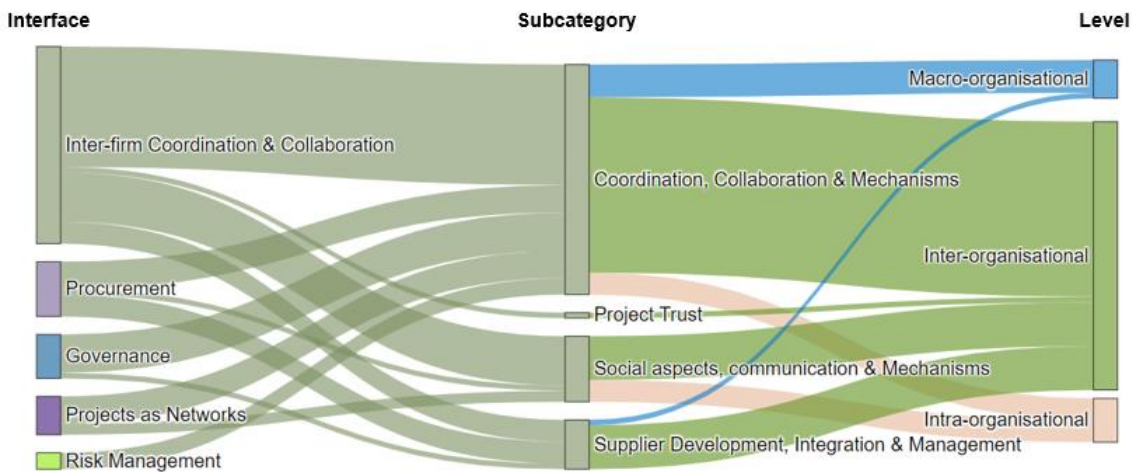 Interface
Subcategory
Level
Macro-organisational
Inter-firm Coordination & Collaboration
Coordination, Collaboration & Mechanisms
Inter-organisational
Procurement
Project Trust
Governance
Social aspects, communication & Mechanisms
Projects as Networks
Intra-organisational
Supplier Development, Integration & Management
Risk Management